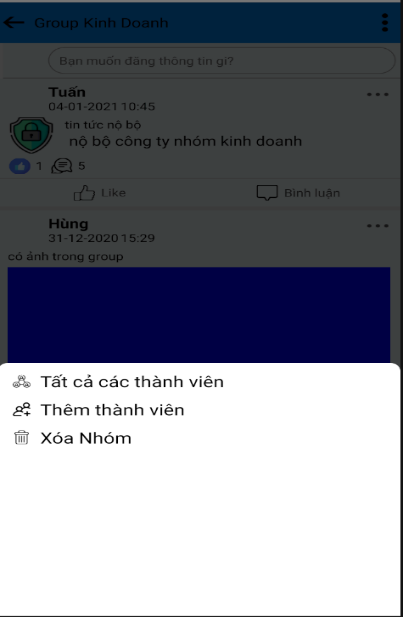 Group Kinh Doanh
Bạn muốn đăng thông tin gì?
Tuấn
04-01-2021 10:45
tin tức nộ bộ
nộ bộ công ty nhóm kinh doanh
1 5
Like Bình luận
Hùng
31-12-2020 15:29
có ảnh trong group
Tất cả các thành viên
Thêm thành viên
Xóa Nhóm